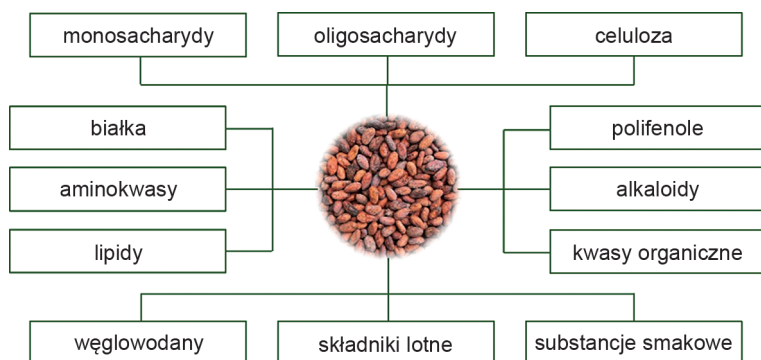 monosacharydy
oligosacharydy
celuloza
białka
polifenole
aminokwasy
alkaloidy
lipidy
kwasy organiczne
węglowodany
składniki lotne
substancje smakowe